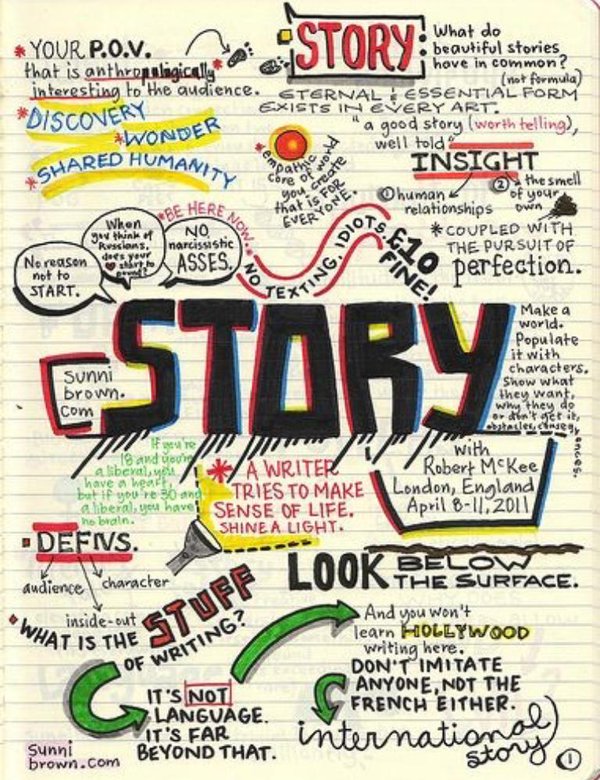 * YOUR P.O.V.
that is anthropologically
interesting to the audience.
*DISCOVERY
*WONDER
*SHARED HUMANITY
STORY:
What do
beautiful stories
have in common?
(not formula)
ETERNAL & ESSENTIAL FORM
EXISTS IN EVERY ART.
"a good story (worth telling),
well told"
INSIGHT
① human
relationships
② the smell
of your
own
* COUPLED WITH
THE PURSUIT OF
perfection.
*empathic
core of world
you create
that is FOR
EVERYONE.
No reason
not to
START.
When
you think of
Russians,
does your
start to
pound?
*BE HERE NOW.*
NO
narcissistic
ASSES.
NO TEXTING, IDIOTS. £10
FINE!
STORY
Sunni
brown.
com
Make a
world.
Populate
it with
characters.
Show what
they want,
why they do
or don't get it,
obstacles, consequences.
with
Robert McKee
London, England
April 8-11, 2011
If you're
18 and you're
a liberal, you
have a heart,
but if you're 30 and
a liberal, you have
no brain.
* A WRITER
TRIES TO MAKE
SENSE OF LIFE.
SHINE A LIGHT.
DEFNS.
audience
character
inside-out
LOOK BELOW
THE SURFACE.
WHAT IS THE STUFF
OF WRITING?
IT'S NOT
LANGUAGE.
IT'S FAR
BEYOND THAT.
And you won't
learn HOLLYWOOD
writing here.
DON'T IMITATE
ANYONE, NOT THE
FRENCH EITHER.
international
story
①
Sunni
brown.com